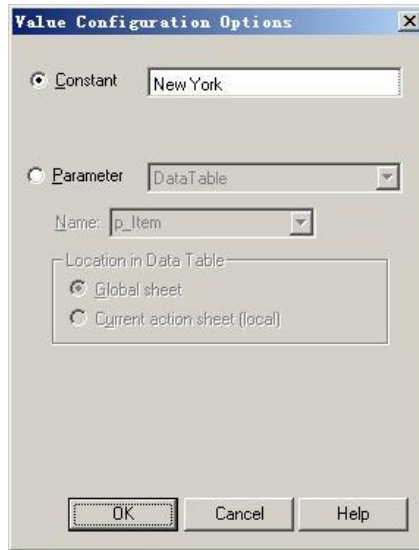 Value Configuration Options
Constant New York
Parameter DataTable
Name: p_Item
Location in Data Table
Global sheet
Current action sheet (local)
OK Cancel Help